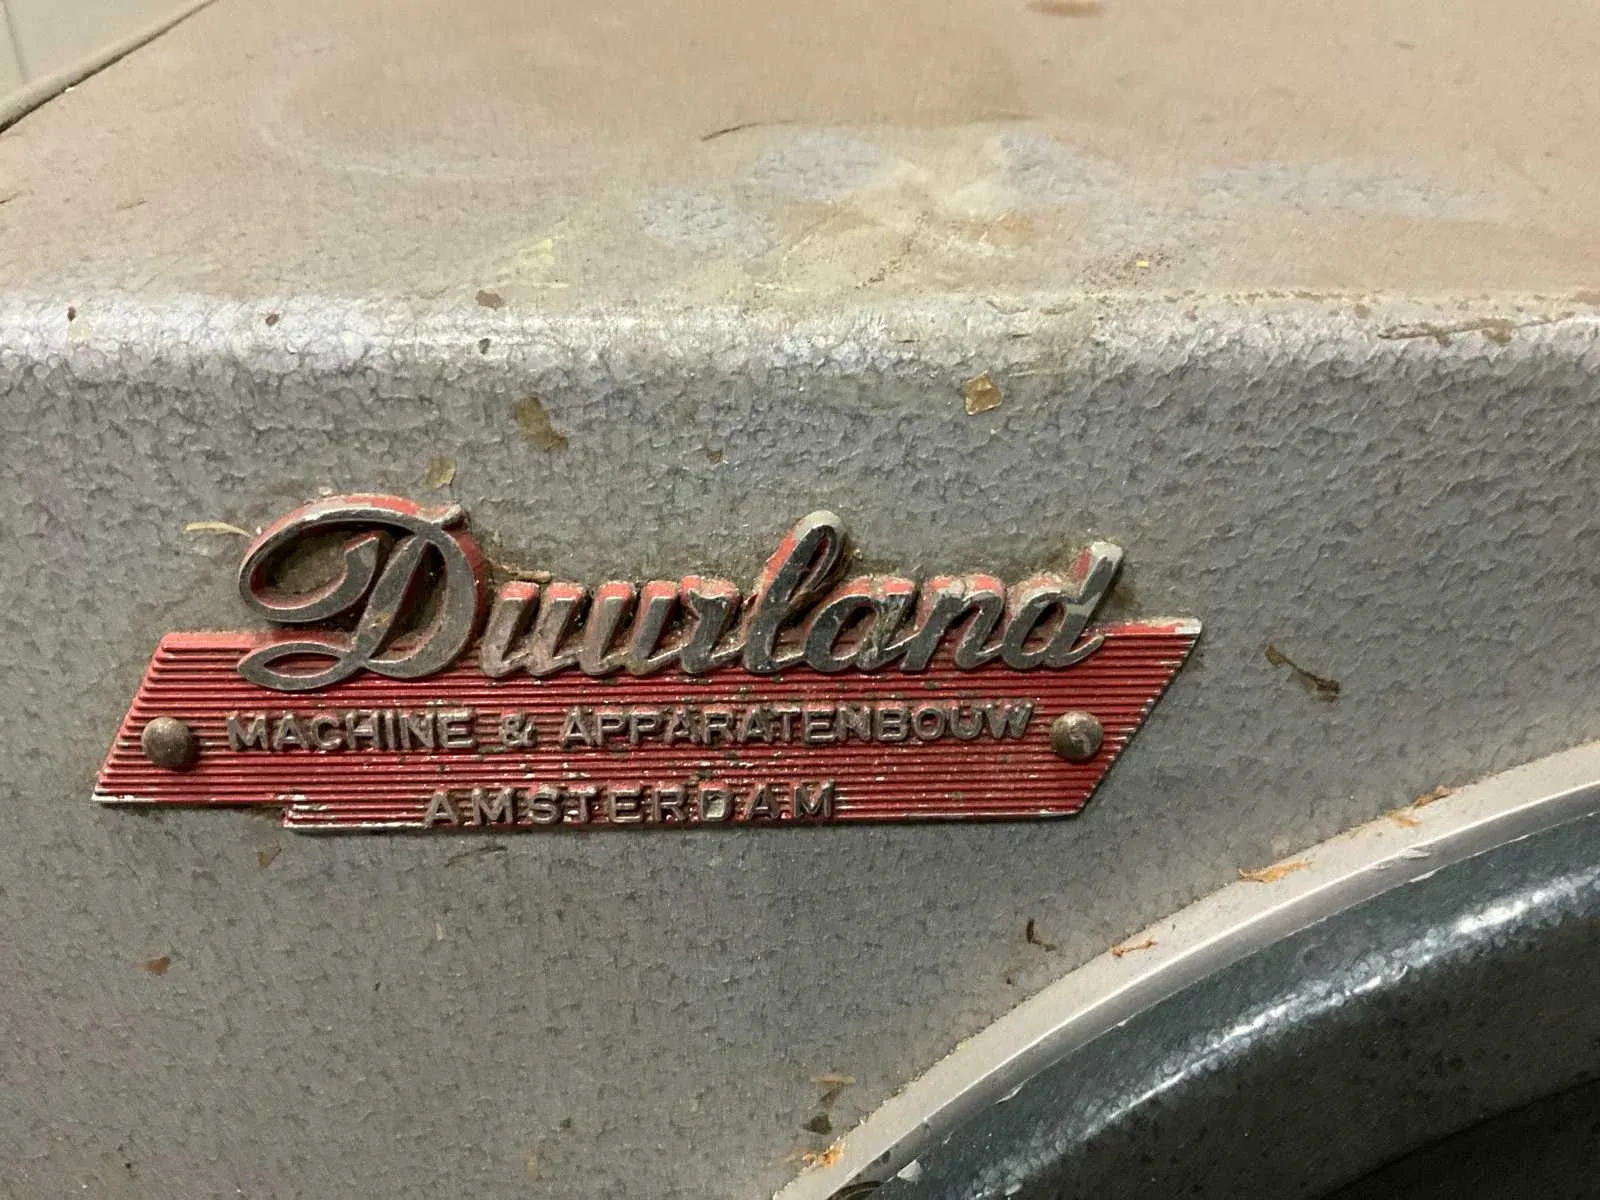 Duurland
MACHINE & APPARATENBOUW
AMSTERDAM